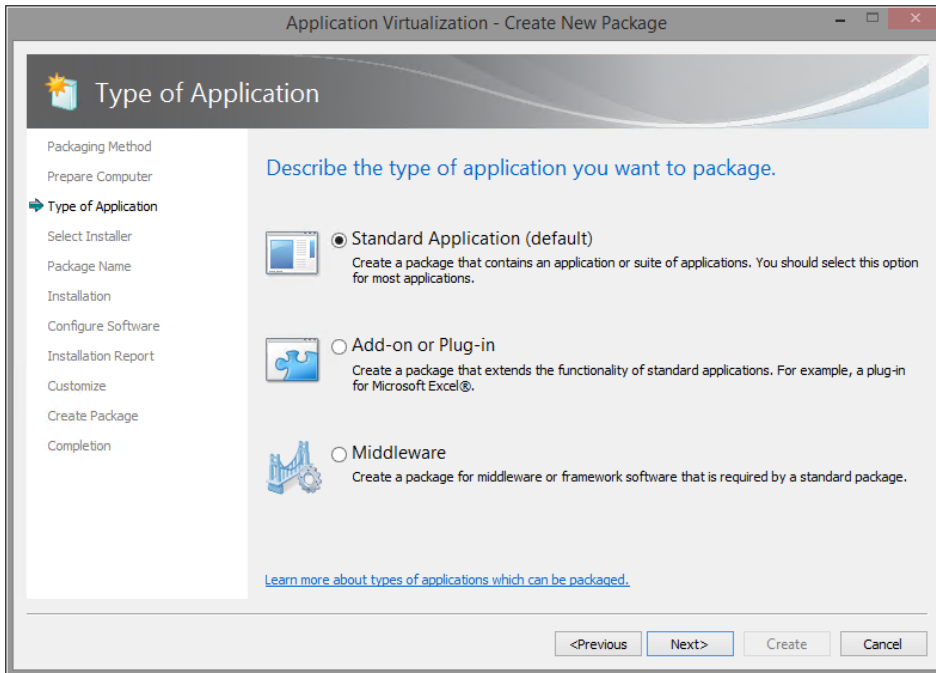 Application Virtualization - Create New Package
Type of Application
Packaging Method
Prepare Computer
Type of Application
Select Installer
Package Name
Installation
Configure Software
Installation Report
Customize
Create Package
Completion
Describe the type of application you want to package.
Standard Application (default)
Create a package that contains an application or suite of applications. You should select this option
for most applications.
Add-on or Plug-in
Create a package that extends the functionality of standard applications. For example, a plug-in
for Microsoft Excel®.
Middleware
Create a package for middleware or framework software that is required by a standard package.
Learn more about types of applications which can be packaged.
<Previous
Next>
Create
Cancel